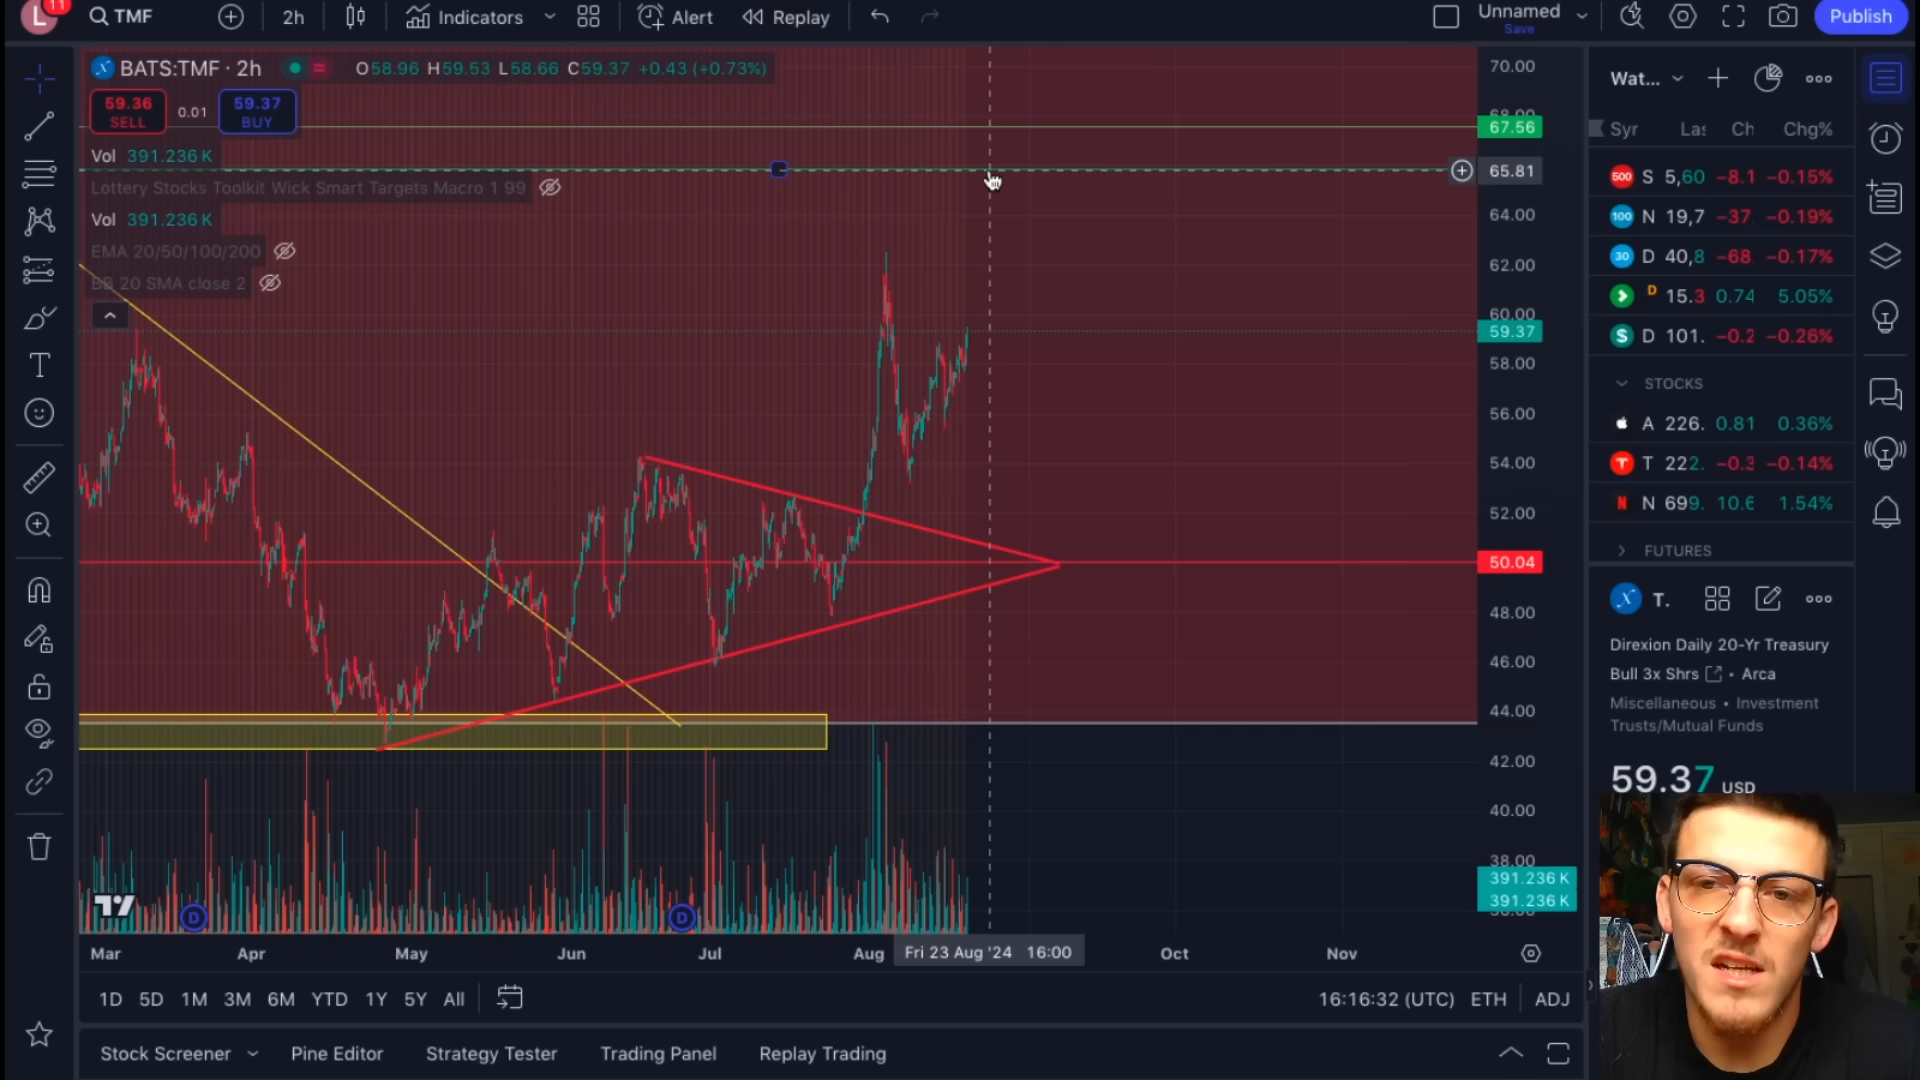 L 11 TMF 2h Indicators Alert Replay Unnamed Save Publish
BATS:TMF · 2h O58.96 H59.53 L58.66 C59.37 +0.43 (+0.73%)
59.36 SELL 0.01 59.37 BUY
Vol 391.236 K
Lottery Stocks Toolkit Wick Smart Targets Macro 1 99
Vol 391.236 K
EMA 20/50/100/200
BB 20 SMA close 2
70.00
67.56
65.81
64.00
62.00
60.00
59.37
58.00
56.00
54.00
52.00
50.04
48.00
46.00
44.00
42.00
40.00
38.00
391.236 K
391.236 K
D D
Mar Apr May Jun Jul Aug Fri 23 Aug '24 16:00 Oct Nov
1D 5D 1M 3M 6M YTD 1Y 5Y All 16:16:32 (UTC) ETH ADJ
Stock Screener Pine Editor Strategy Tester Trading Panel Replay Trading
Wat...
Syr Las Ch Chg%
500 S 5,60 −8.1 −0.15%
100 N 19,7 −37 −0.19%
30 D 40,8 −68 −0.17%
D 15.3 0.74 5.05%
S D 101. −0.2 −0.26%
STOCKS
A 226. 0.81 0.36%
T 222. −0.3 −0.14%
N 699. 10.6 1.54%
FUTURES
T.
Direxion Daily 20-Yr Treasury
Bull 3x Shrs • Arca
Miscellaneous • Investment
Trusts/Mutual Funds
59.37 USD